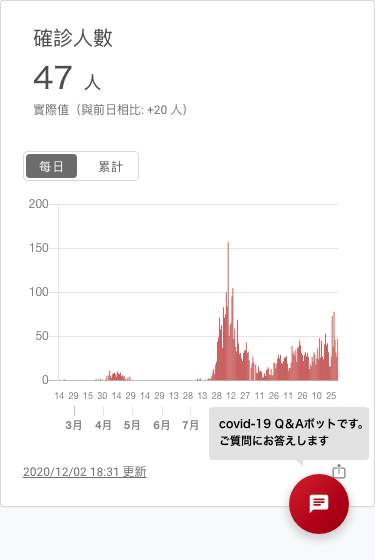 確診人數
47 人
實際值（與前日相比: +20 人）
每日 累計
200
150
100
50
0
14 29 15 30 14 29 14 29 13 28 13 28 12 27 11 26 11 26 10 25
3月 4月 5月 6月 7月
covid-19 Q&Aボットです。
ご質問にお答えします
2020/12/02 18:31 更新